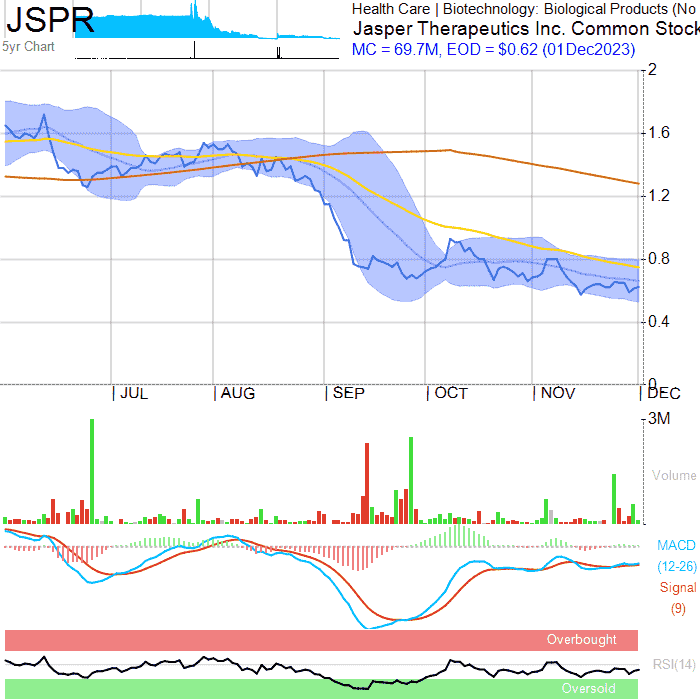 JSPR
5yr Chart
Health Care | Biotechnology: Biological Products (No
Jasper Therapeutics Inc. Common Stock
MC = 69.7M, EOD = $0.62 (01Dec2023)
2
1.6
1.2
0.8
0.4
0
JUL AUG SEP OCT NOV DEC
3M
Volume
MACD
(12-26)
Signal
(9)
Overbought
RSI(14)
Oversold